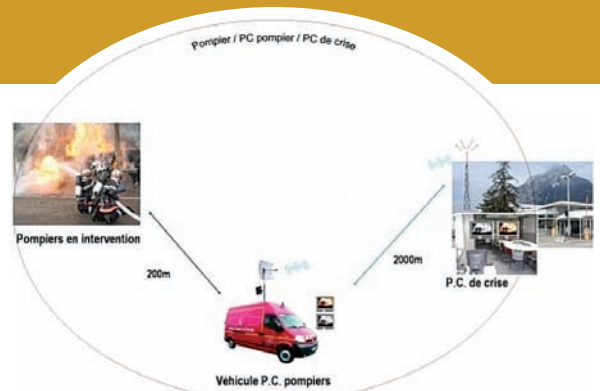 Pompier / PC pompier / PC de crise
Pompiers en intervention
200m
2000m
P.C. de crise
Véhicule P.C. pompiers